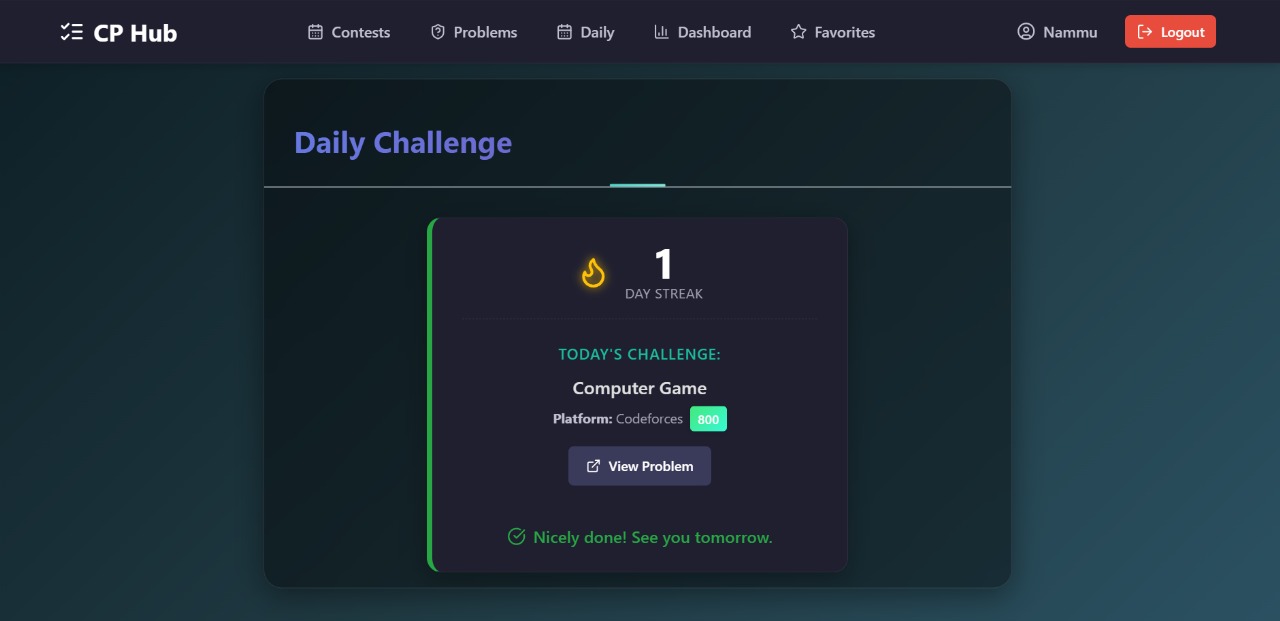 CP Hub
Contests
Problems
Daily
Dashboard
Favorites
Nammu
Logout
Daily Challenge
1
DAY STREAK
TODAY'S CHALLENGE:
Computer Game
Platform: Codeforces 800
View Problem
Nicely done! See you tomorrow.